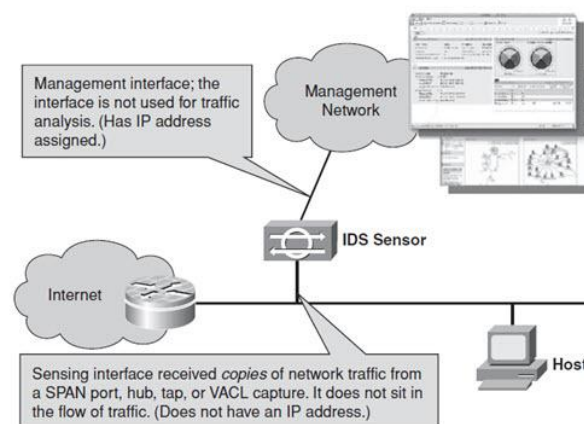 Management interface; the
interface is not used for traffic
analysis. (Has IP address
assigned.)
Management
Network
IDS Sensor
Internet
Host
Sensing interface received copies of network traffic from
a SPAN port, hub, tap, or VACL capture. It does not sit in
the flow of traffic. (Does not have an IP address.)